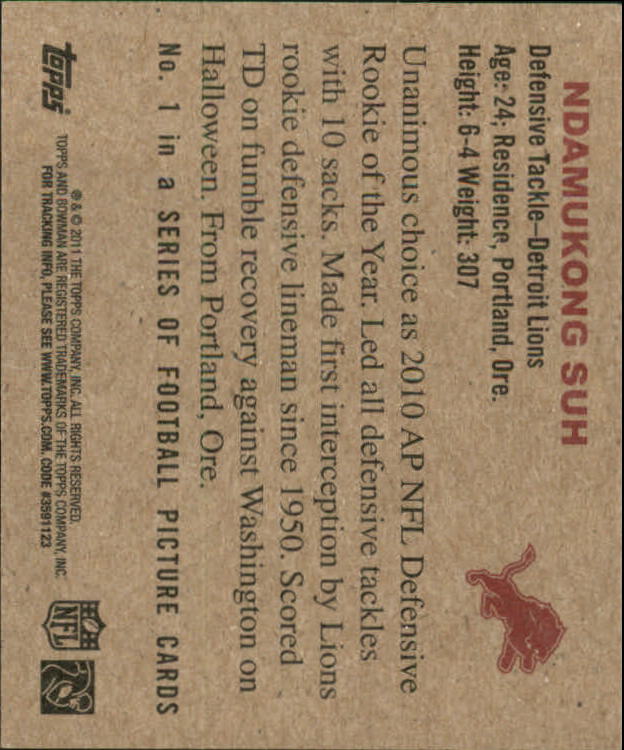 NDAMUKONG SUH
Defensive Tackle–Detroit Lions
Age: 24; Residence, Portland, Ore.
Height: 6-4 Weight: 307
Unanimous choice as 2010 AP NFL Defensive
Rookie of the Year. Led all defensive tackles
with 10 sacks. Made first interception by Lions
rookie defensive lineman since 1950. Scored
TD on fumble recovery against Washington on
Halloween. From Portland, Ore.
No. 1 in a SERIES OF FOOTBALL PICTURE CARDS
topps
® & © 2011 THE TOPPS COMPANY, INC. ALL RIGHTS RESERVED.
TOPPS AND BOWMAN ARE REGISTERED TRADEMARKS OF THE TOPPS COMPANY, INC.
FOR TRACKING INFO, PLEASE SEE WWW.TOPPS.COM, CODE #3591123
NFL